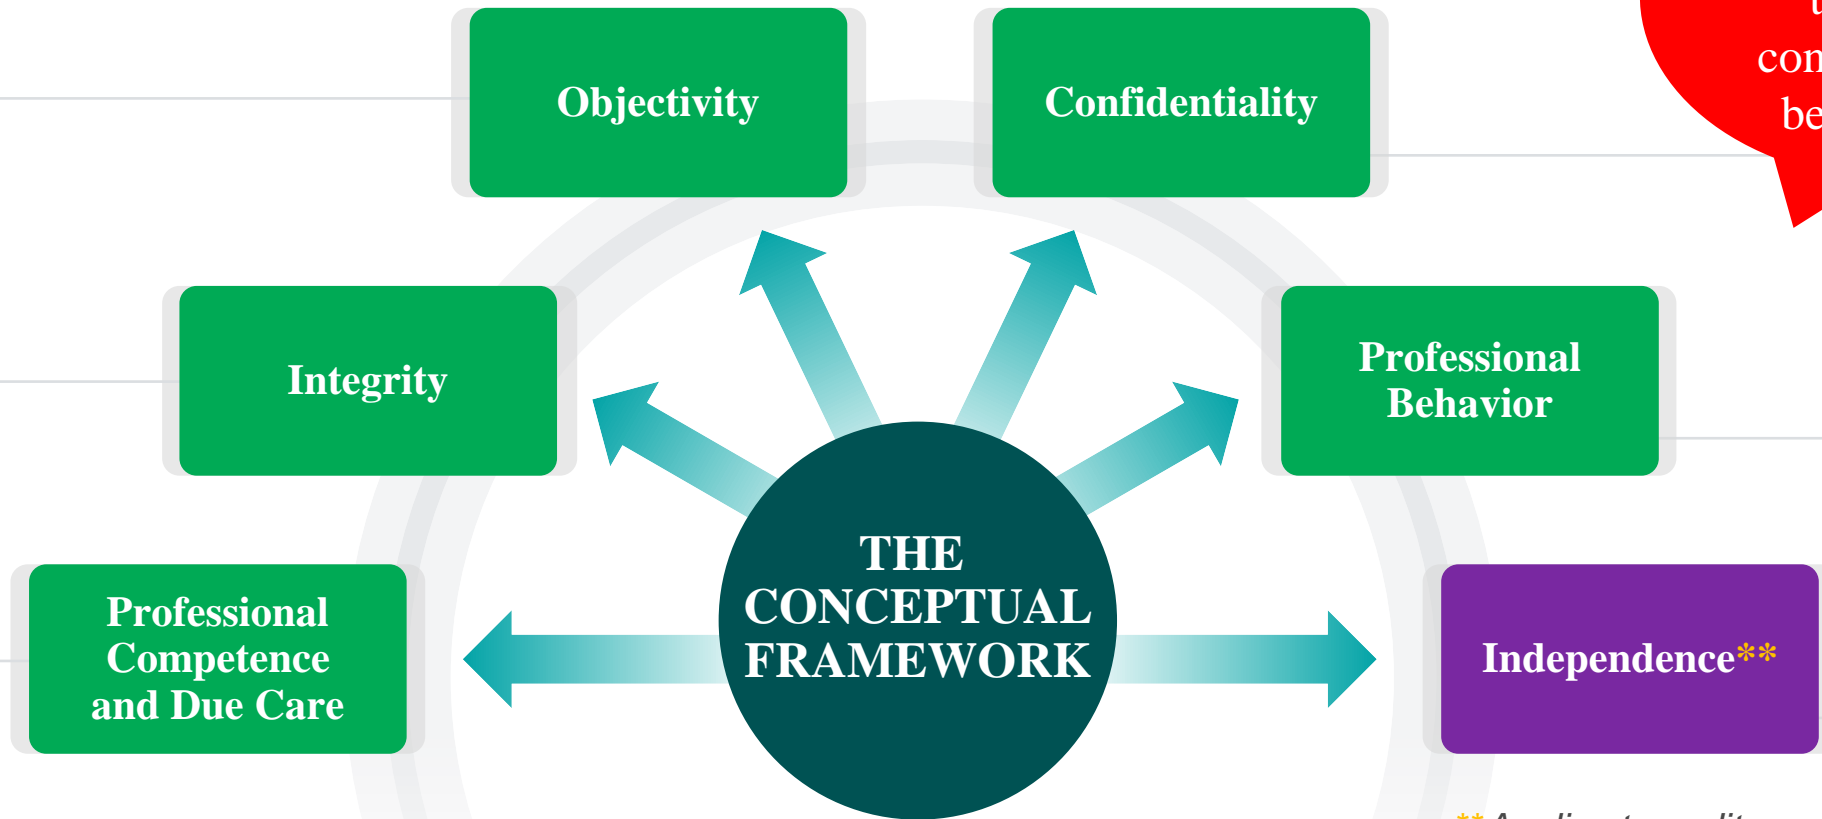 Objectivity
Confidentiality
Integrity
Professional
Behavior
THE
CONCEPTUAL
FRAMEWORK
Professional
Competence
and Due Care
Independence**
**